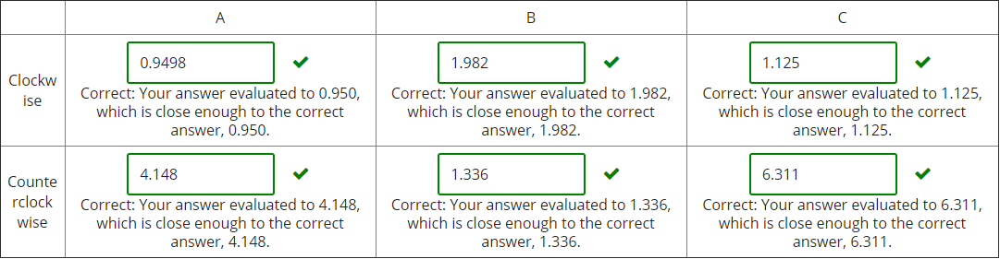 A B C
Clockw
ise
0.9498
Correct: Your answer evaluated to 0.950,
which is close enough to the correct
answer, 0.950.
1.982
Correct: Your answer evaluated to 1.982,
which is close enough to the correct
answer, 1.982.
1.125
Correct: Your answer evaluated to 1.125,
which is close enough to the correct
answer, 1.125.
Counte
rclock
wise
4.148
Correct: Your answer evaluated to 4.148,
which is close enough to the correct
answer, 4.148.
1.336
Correct: Your answer evaluated to 1.336,
which is close enough to the correct
answer, 1.336.
6.311
Correct: Your answer evaluated to 6.311,
which is close enough to the correct
answer, 6.311.